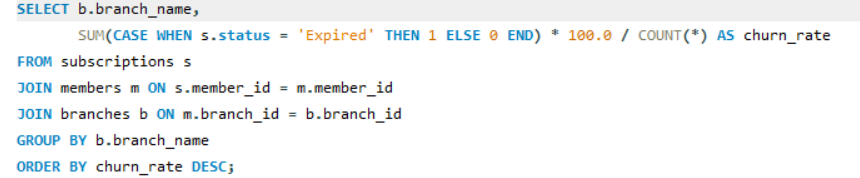 SELECT b.branch_name,
       SUM(CASE WHEN s.status = 'Expired' THEN 1 ELSE 0 END) * 100.0 / COUNT(*) AS churn_rate
FROM subscriptions s
JOIN members m ON s.member_id = m.member_id
JOIN branches b ON m.branch_id = b.branch_id
GROUP BY b.branch_name
ORDER BY churn_rate DESC;